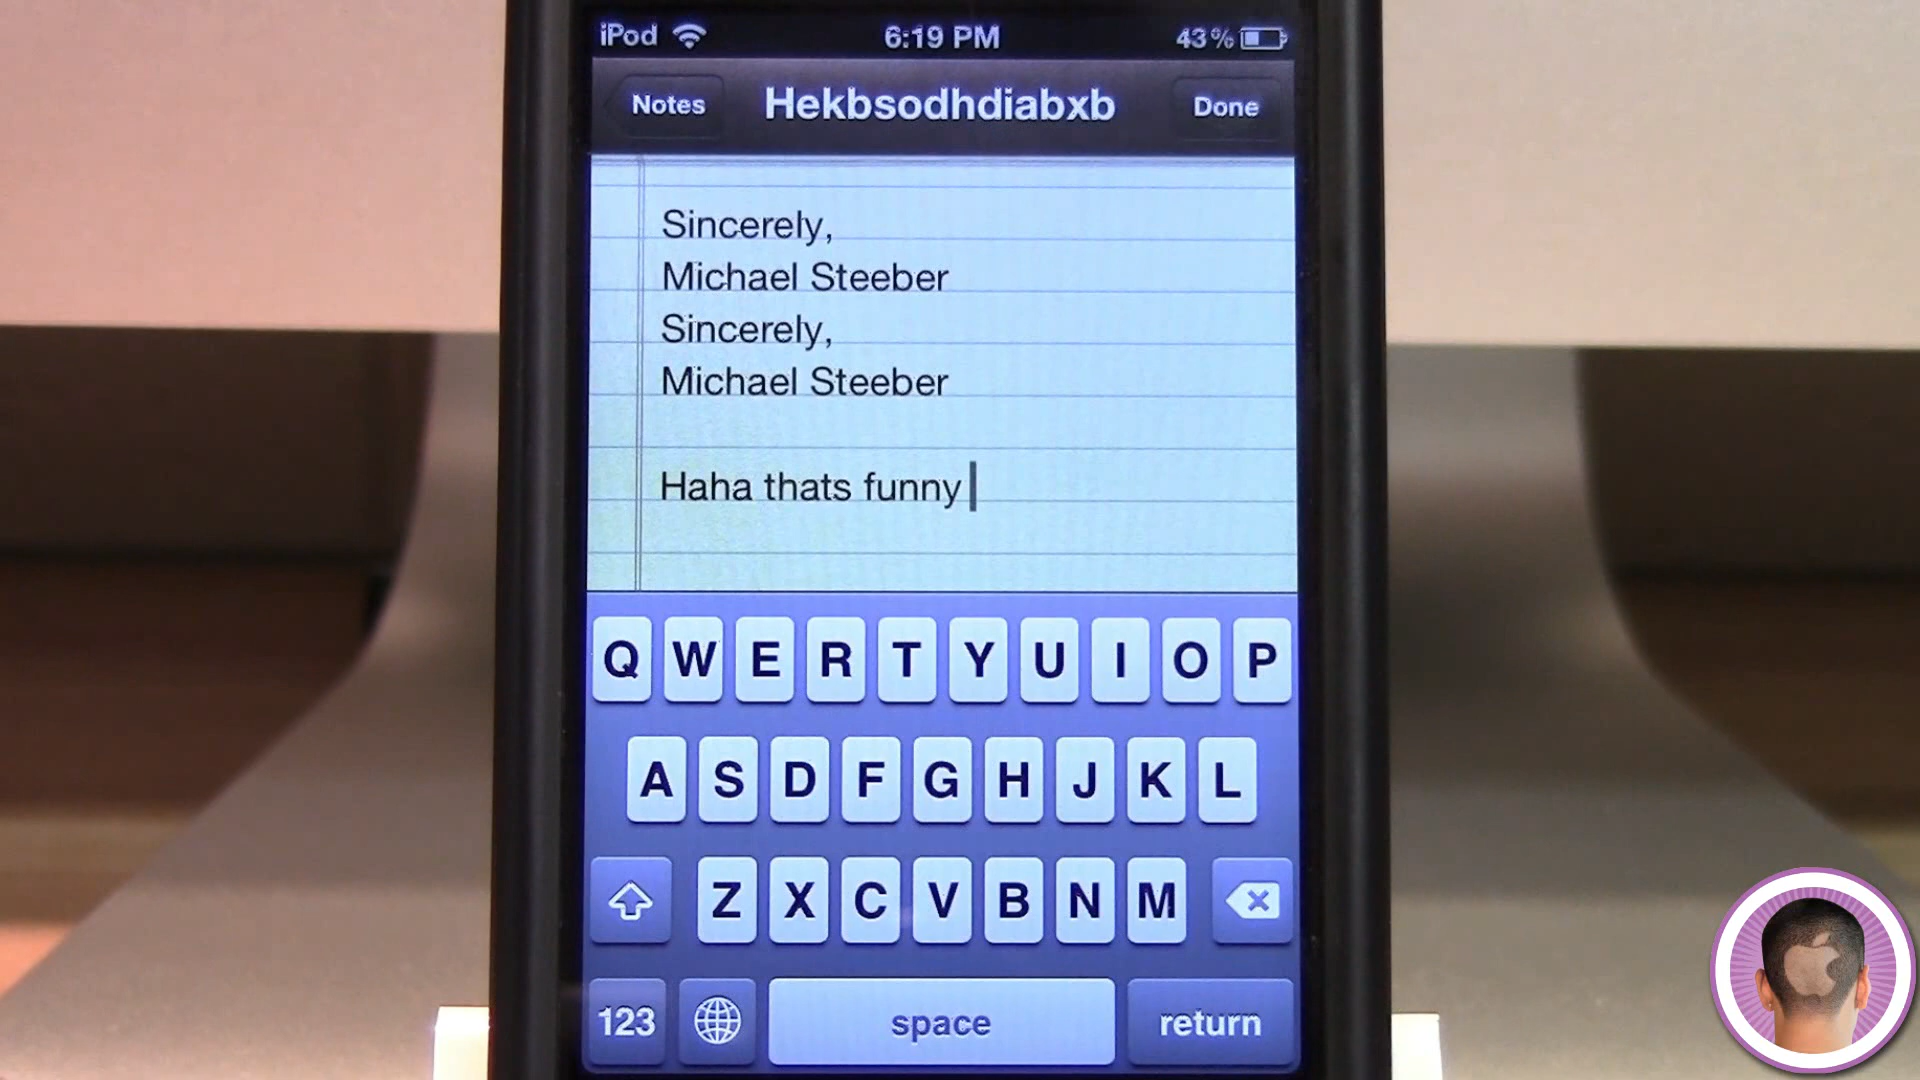 iPod 6:19 PM 43%
Notes Hekbsodhdiabxb Done
Sincerely,
Michael Steeber
Sincerely,
Michael Steeber
Haha thats funny
Q W E R T Y U I O P
A S D F G H J K L
Z X C V B N M
123 space return